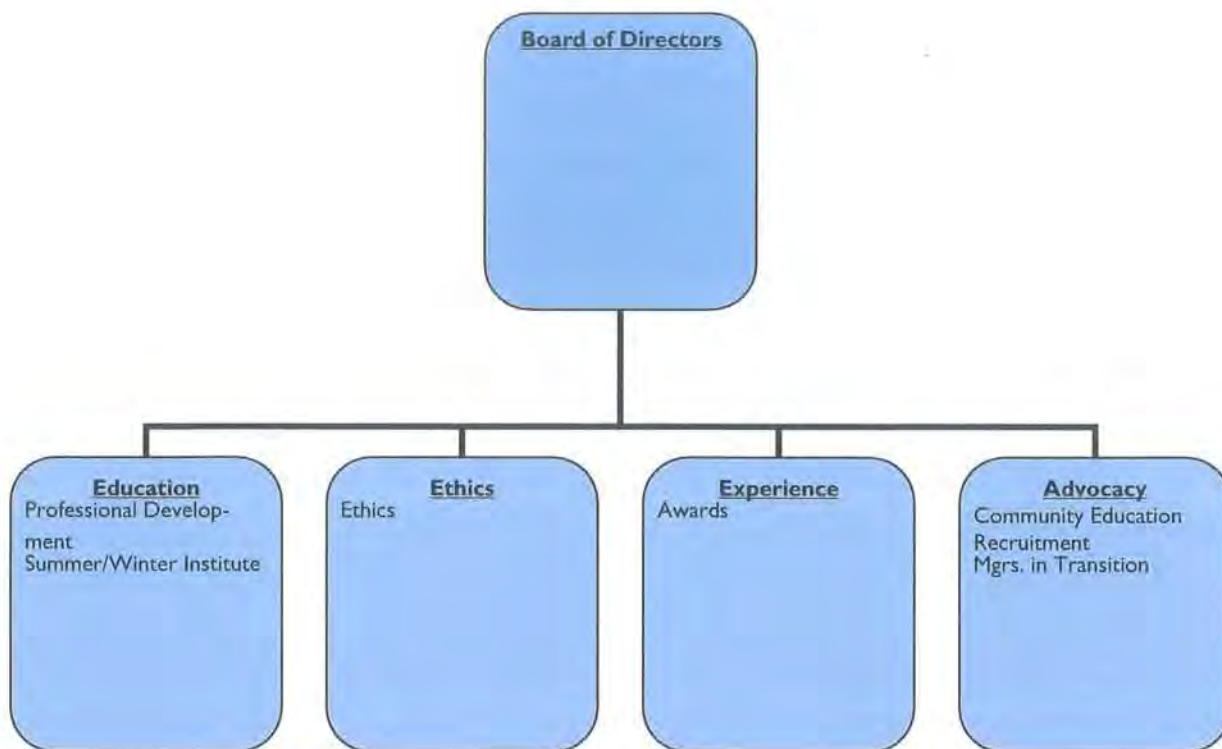 Board of Directors
Education
Professional Develop-
ment
Summer/Winter Institute
Ethics
Ethics
Experience
Awards
Advocacy
Community Education
Recruitment
Mgrs. in Transition